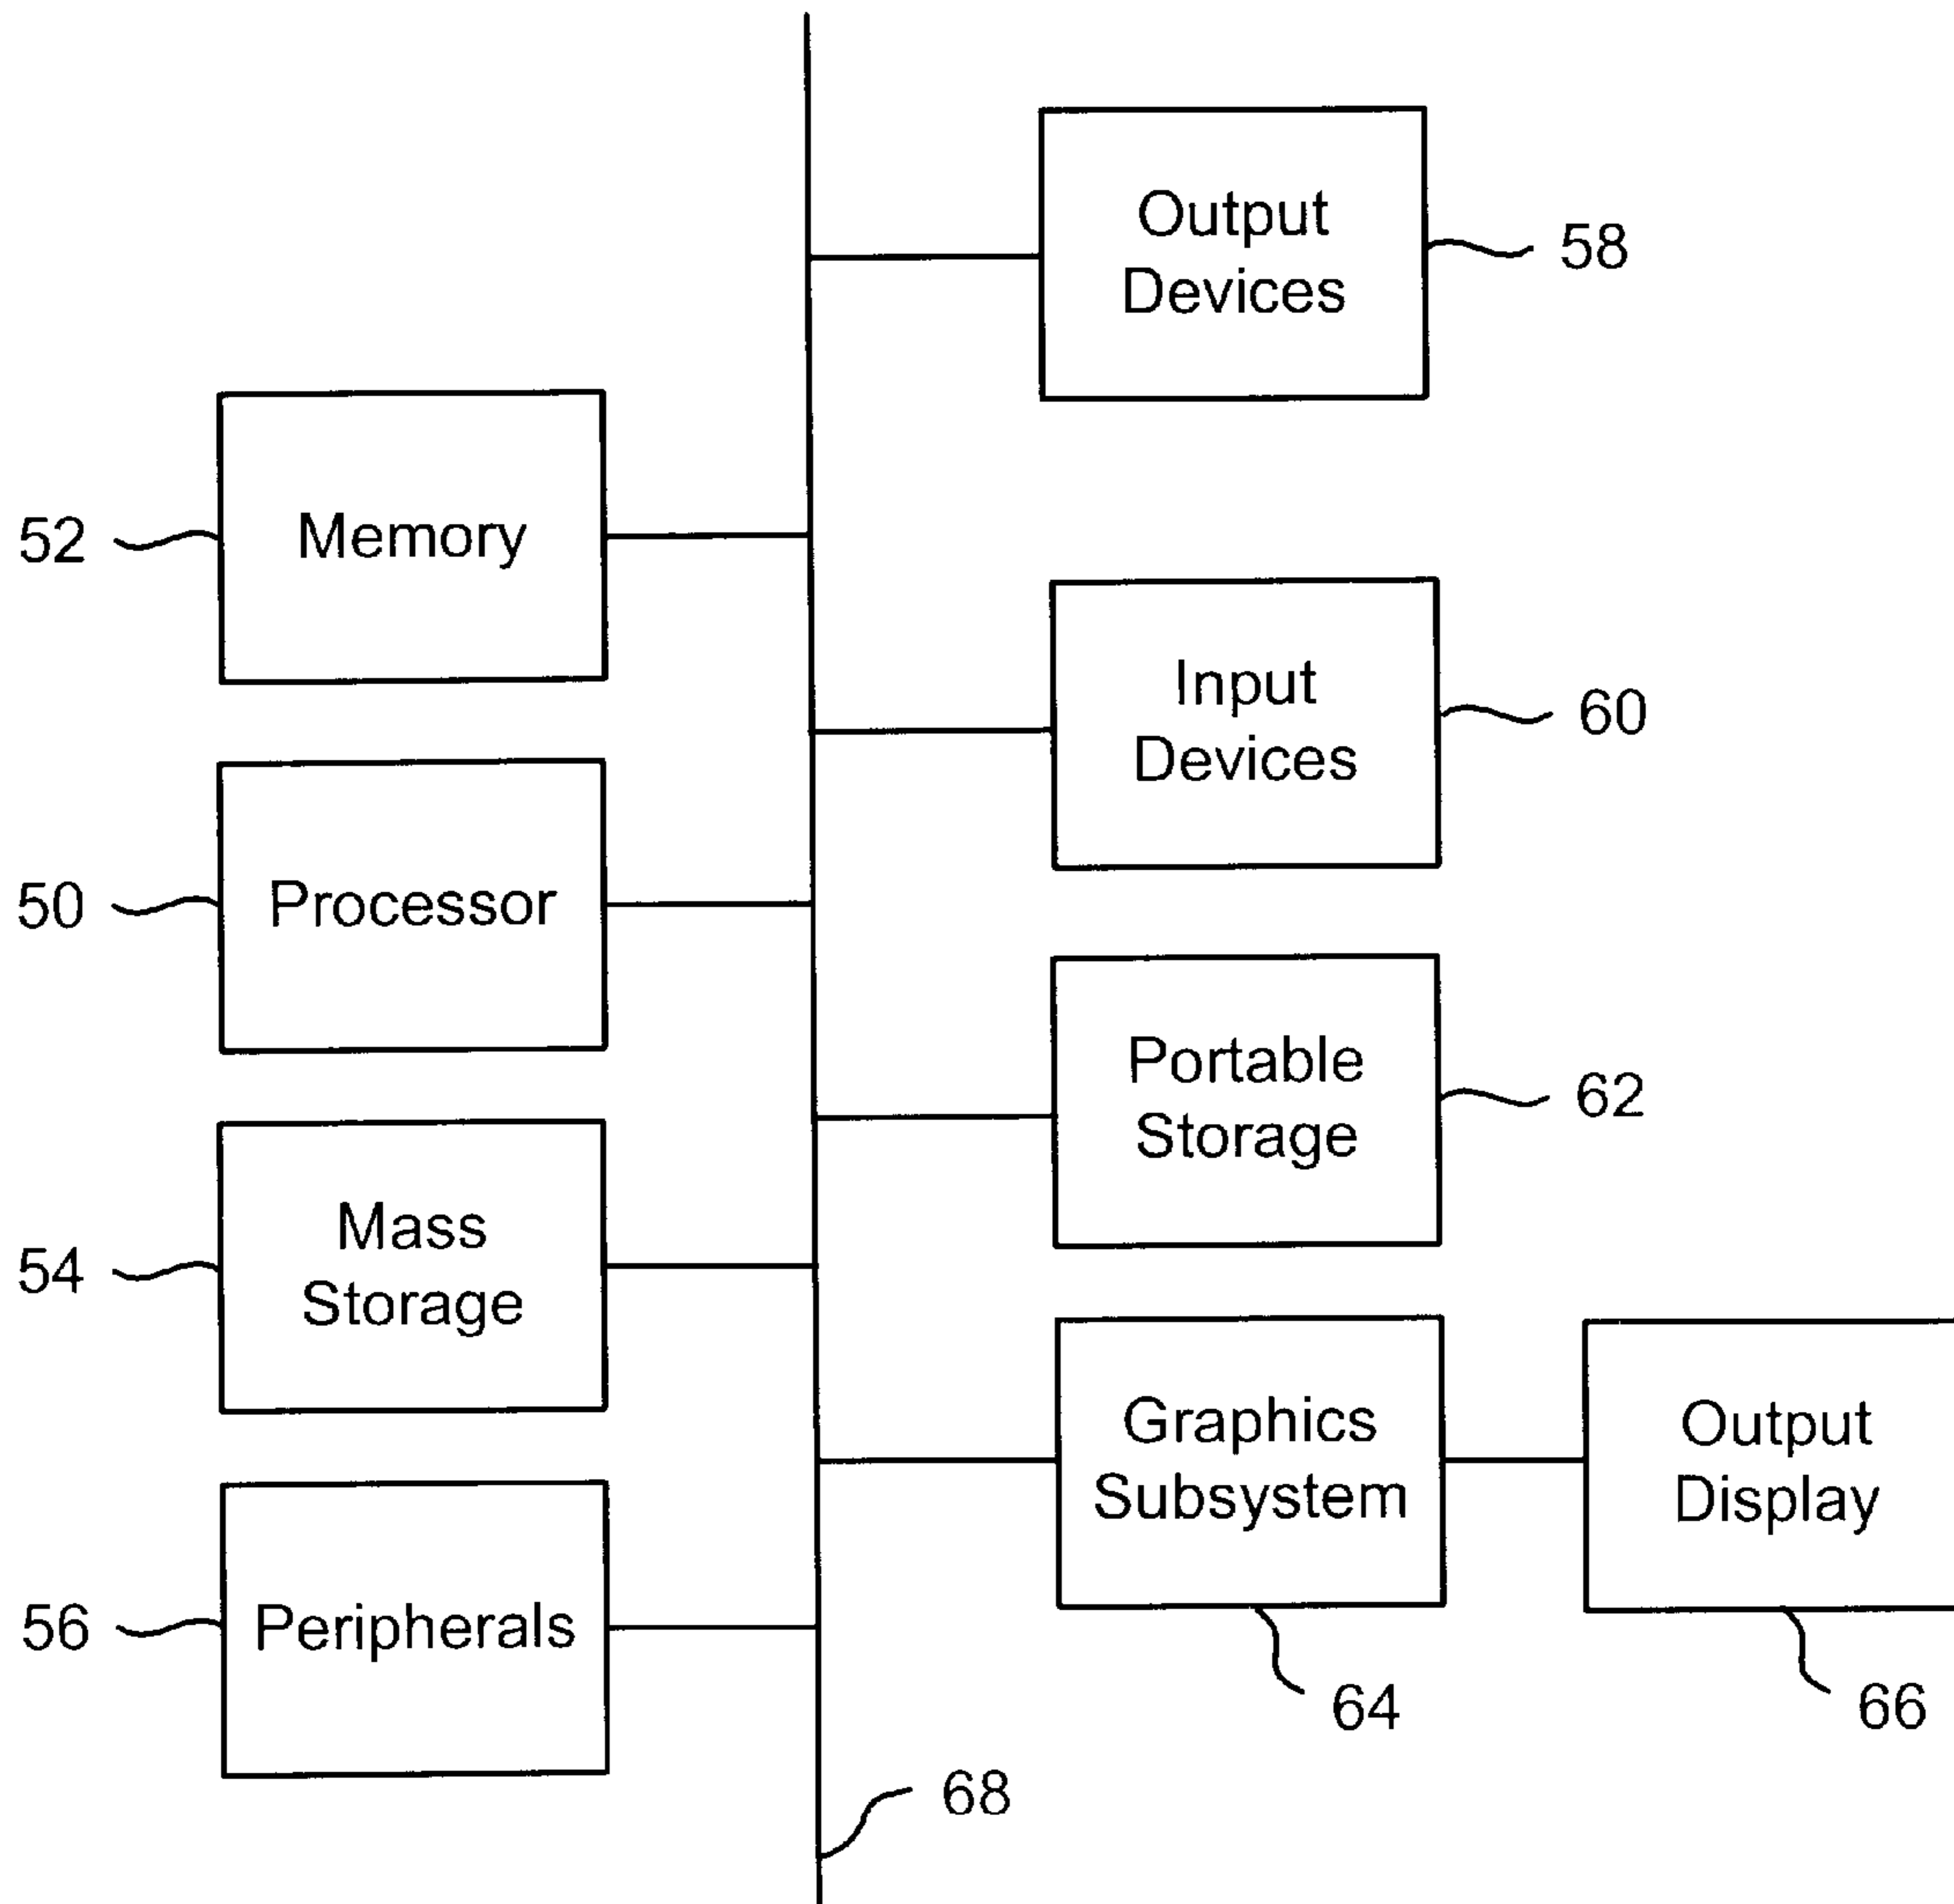 Output
Devices
58
52
Memory
Input
Devices
60
50
Processor
Portable
Storage
62
54
Mass
Storage
Graphics
Subsystem
Output
Display
56
Peripherals
64
66
68